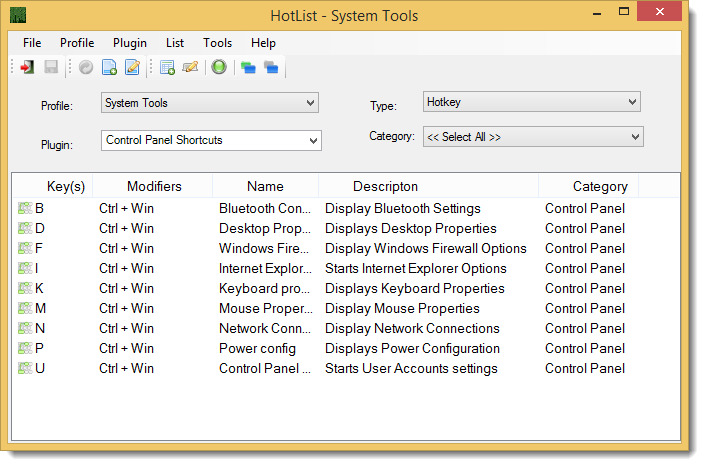 HotList - System Tools
File Profile Plugin List Tools Help
Profile: System Tools Type: Hotkey
Plugin: Control Panel Shortcuts Category: << Select All >>
Key(s) Modifiers Name Descripton Category
B Ctrl + Win Bluetooth Con... Display Bluetooth Settings Control Panel
D Ctrl + Win Desktop Prop... Displays Desktop Properties Control Panel
F Ctrl + Win Windows Fire... Display Windows Firewall Options Control Panel
I Ctrl + Win Internet Explor... Starts Internet Explorer Options Control Panel
K Ctrl + Win Keyboard pro... Displays Keyboard Properties Control Panel
M Ctrl + Win Mouse Proper... Display Mouse Properties Control Panel
N Ctrl + Win Network Conn... Display Network Connections Control Panel
P Ctrl + Win Power config Displays Power Configuration Control Panel
U Ctrl + Win Control Panel ... Starts User Accounts settings Control Panel